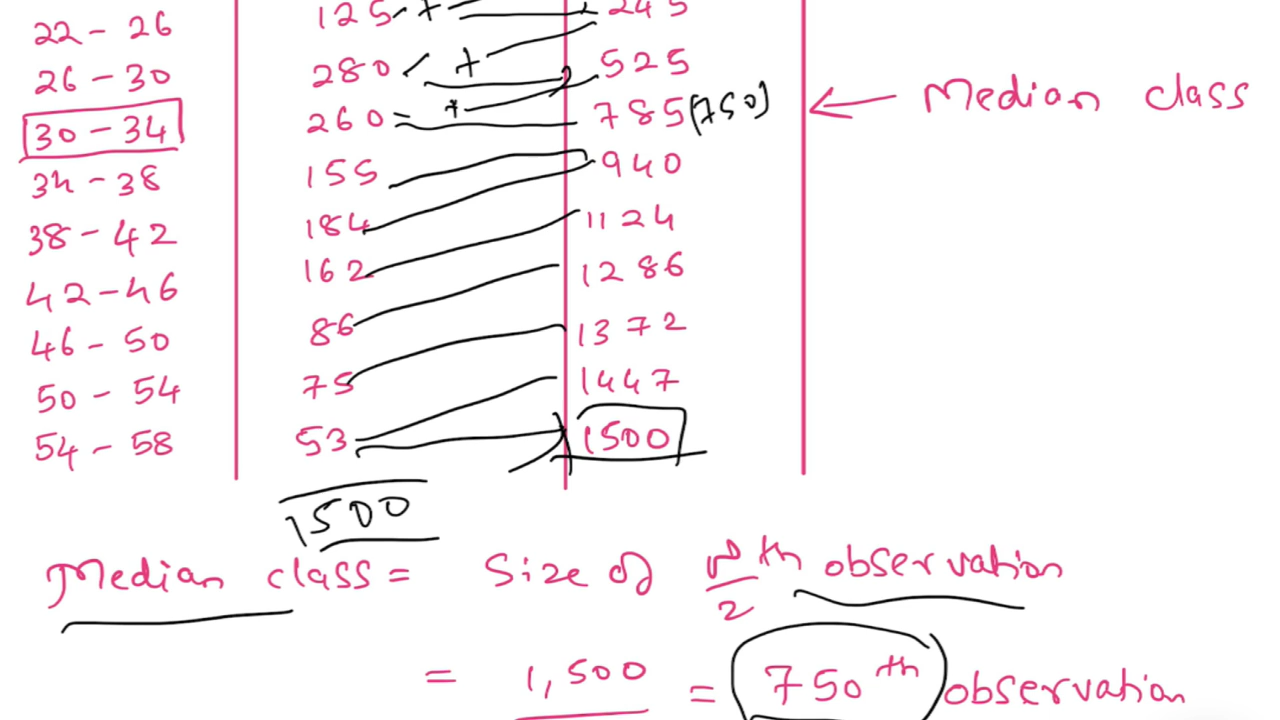 22 - 26 125 + 245
26 - 30 280 + 525
30 - 34 260 = + 785 (750) ← Median class
34 - 38 155 940
38 - 42 184 1124
42 - 46 162 1286
46 - 50 86 1372
50 - 54 75 1447
54 - 58 53 1500
1500
Median class = Size of N/2 th observation
= 1,500 = 750th observation